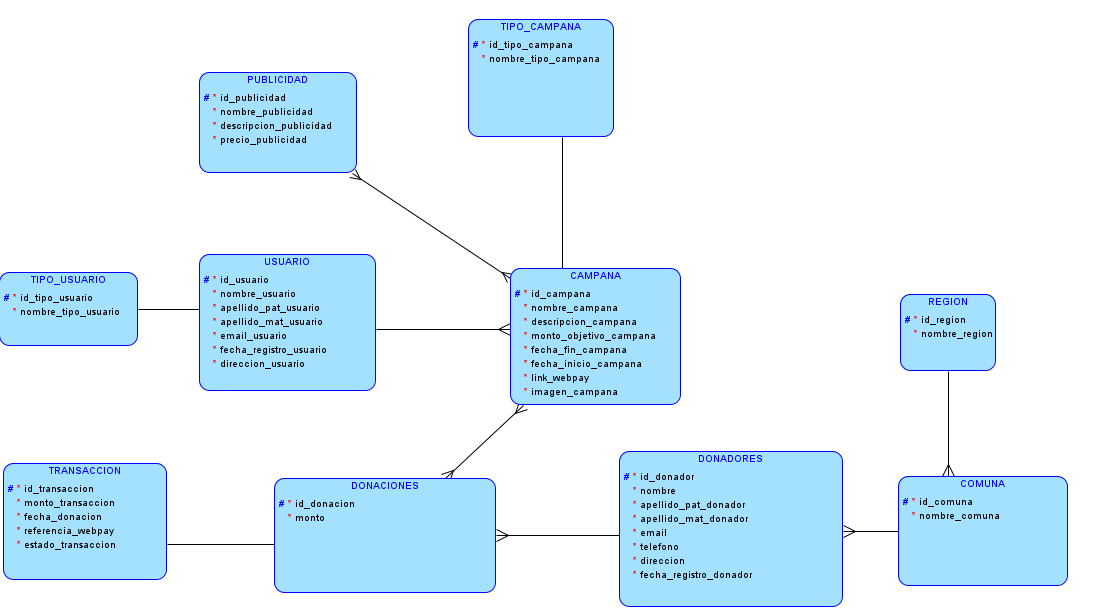 TIPO_CAMPANA
# * id_tipo_campana
* nombre_tipo_campana
PUBLICIDAD
# * id_publicidad
* nombre_publicidad
* descripcion_publicidad
* precio_publicidad
TIPO_USUARIO
# * id_tipo_usuario
* nombre_tipo_usuario
USUARIO
# * id_usuario
* nombre_usuario
* apellido_pat_usuario
* apellido_mat_usuario
* email_usuario
* fecha_registro_usuario
* direccion_usuario
CAMPANA
# * id_campana
* nombre_campana
* descripcion_campana
* monto_objetivo_campana
* fecha_fin_campana
* fecha_inicio_campana
* link_webpay
* imagen_campana
REGION
# * id_region
* nombre_region
TRANSACCION
# * id_transaccion
* monto_transaccion
* fecha_donacion
* referencia_webpay
* estado_transaccion
DONACIONES
# * id_donacion
* monto
DONADORES
# * id_donador
* nombre
* apellido_pat_donador
* apellido_mat_donador
* email
* telefono
* direccion
* fecha_registro_donador
COMUNA
# * id_comuna
* nombre_comuna